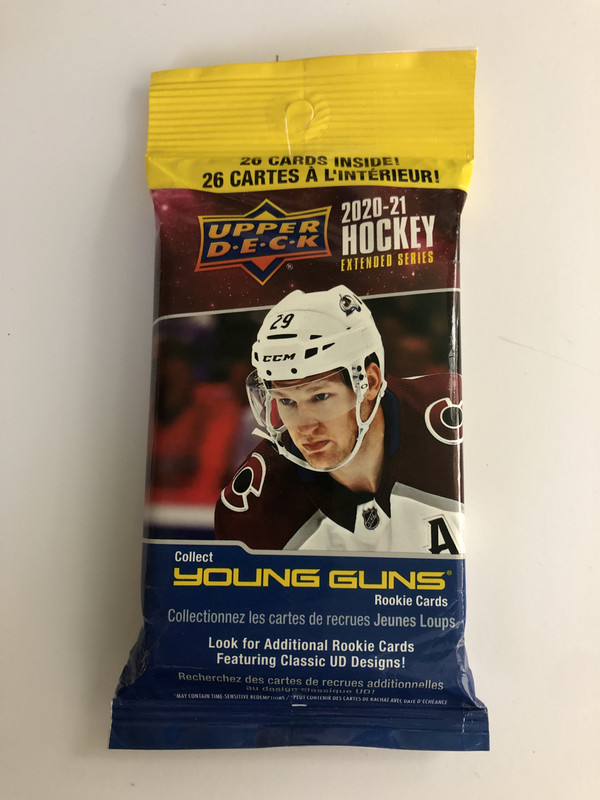 26 CARDS INSIDE!
26 CARTES À L'INTÉRIEUR!
UPPER
D·E·C·K
®
2020-21
HOCKEY
EXTENDED SERIES
29
CCM
NHL
A
Collect
YOUNG GUNS®
Rookie Cards
Collectionnez les cartes de recrues Jeunes Loups
Look for Additional Rookie Cards
Featuring Classic UD Designs!
Recherchez des cartes de recrues additionnelles
au design classique UD!
*MAY CONTAIN TIME-SENSITIVE REDEMPTIONS / *PEUT CONTENIR DES CARTES DE RACHAT AVEC DATE D'ÉCHÉANCE